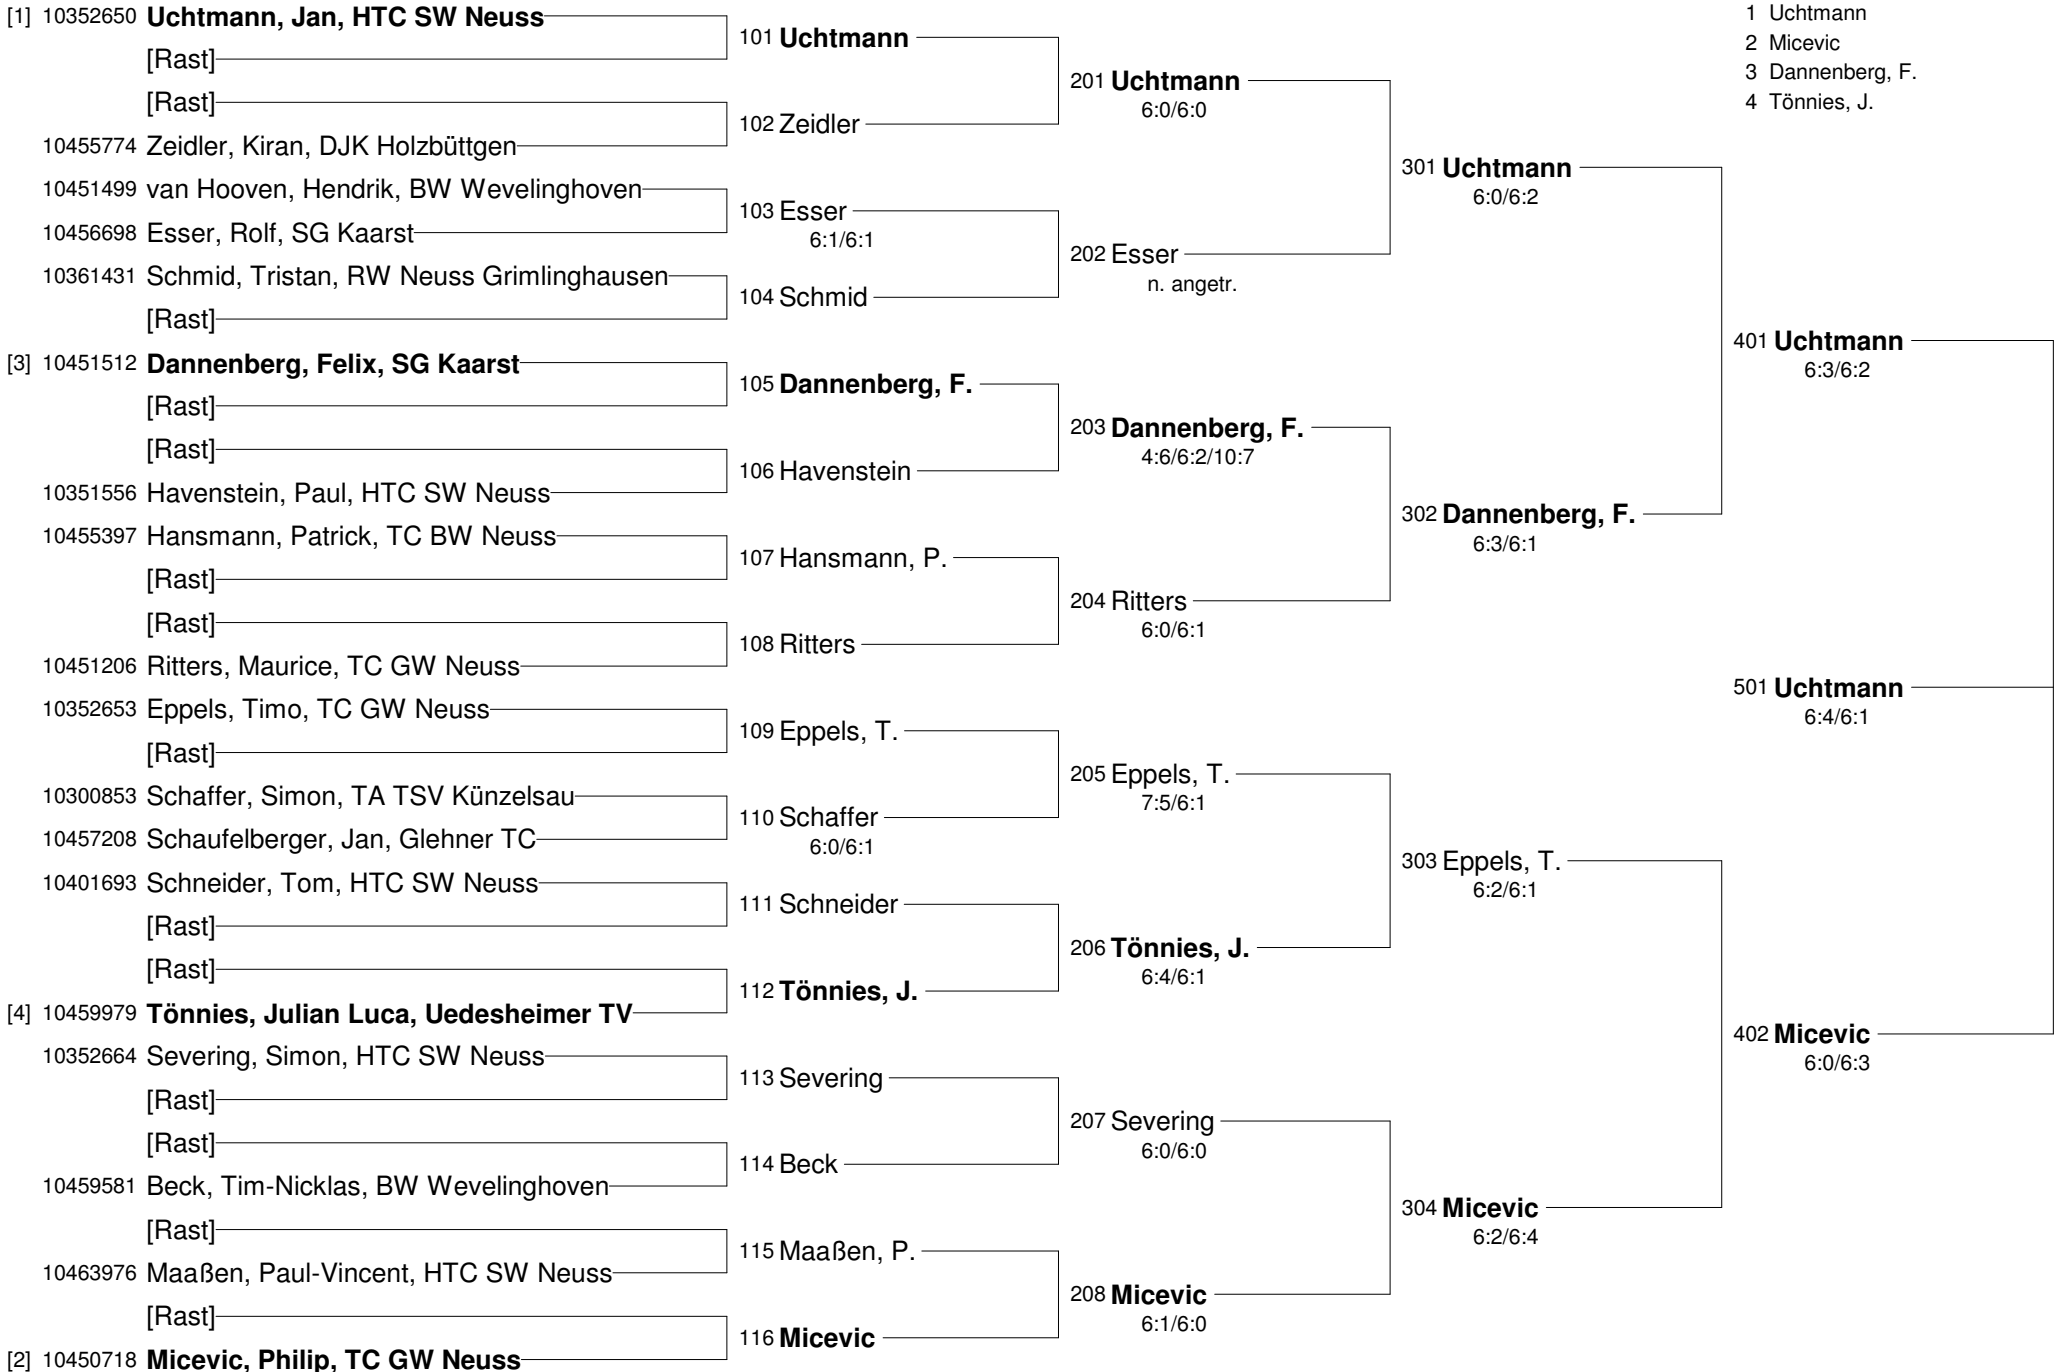 [1] 10352650 Uchtmann, Jan, HTC SW Neuss
[Rast]
[Rast]
10455774 Zeidler, Kiran, DJK Holzbüttgen
10451499 van Hooven, Hendrik, BW Wevelinghoven
10456698 Esser, Rolf, SG Kaarst
10361431 Schmid, Tristan, RW Neuss Grimlinghausen
[Rast]
[3] 10451512 Dannenberg, Felix, SG Kaarst
[Rast]
[Rast]
10351556 Havenstein, Paul, HTC SW Neuss
10455397 Hansmann, Patrick, TC BW Neuss
[Rast]
[Rast]
10451206 Ritters, Maurice, TC GW Neuss
10352653 Eppels, Timo, TC GW Neuss
[Rast]
10300853 Schaffer, Simon, TA TSV Künzelsau
10457208 Schaufelberger, Jan, Glehner TC
10401693 Schneider, Tom, HTC SW Neuss
[Rast]
[Rast]
[4] 10459979 Tönnies, Julian Luca, Uedesheimer TV
10352664 Severing, Simon, HTC SW Neuss
[Rast]
[Rast]
10459581 Beck, Tim-Nicklas, BW Wevelinghoven
[Rast]
10463976 Maaßen, Paul-Vincent, HTC SW Neuss
[Rast]
[2] 10450718 Micevic, Philip, TC GW Neuss
101 Uchtmann
102 Zeidler
103 Esser
6:1/6:1
104 Schmid
105 Dannenberg, F.
106 Havenstein
107 Hansmann, P.
108 Ritters
109 Eppels, T.
110 Schaffer
6:0/6:1
111 Schneider
112 Tönnies, J.
113 Severing
114 Beck
115 Maaßen, P.
116 Micevic
201 Uchtmann
6:0/6:0
202 Esser
n. angetr.
203 Dannenberg, F.
4:6/6:2/10:7
204 Ritters
6:0/6:1
205 Eppels, T.
7:5/6:1
206 Tönnies, J.
6:4/6:1
207 Severing
6:0/6:0
208 Micevic
6:1/6:0
301 Uchtmann
6:0/6:2
302 Dannenberg, F.
6:3/6:1
303 Eppels, T.
6:2/6:1
304 Micevic
6:2/6:4
1 Uchtmann
2 Micevic
3 Dannenberg, F.
4 Tönnies, J.
401 Uchtmann
6:3/6:2
501 Uchtmann
6:4/6:1
402 Micevic
6:0/6:3